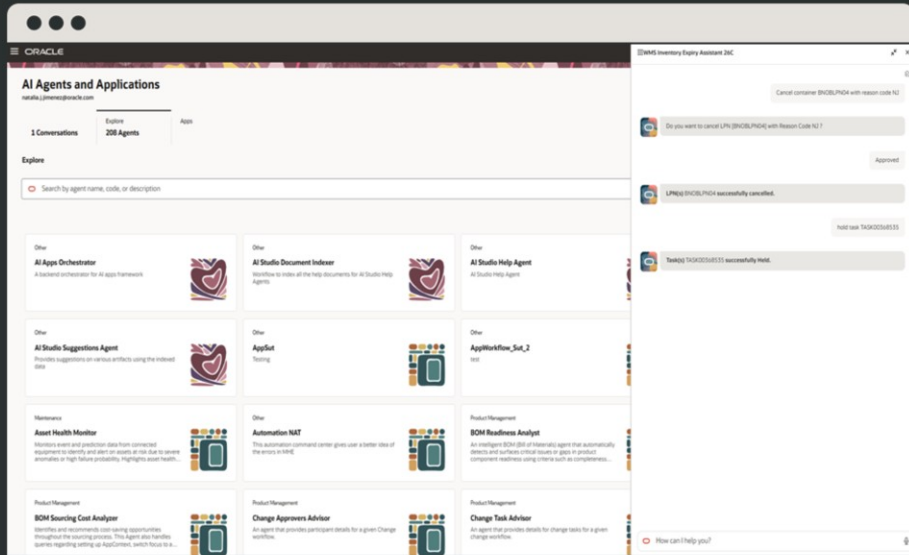 ORACLE
AI Agents and Applications
natalia.j.jimenez@oracle.com
1 Conversations
Explore
208 Agents
Apps
Explore
Search by agent name, code, or description
Other
AI Apps Orchestrator
A backend orchestrator for AI apps framework
Other
AI Studio Document Indexer
Workflow to index all the help documents for AI Studio Help
Agents
Other
AI Studio Help Agent
AI Studio Help Agent
Other
AI Studio Suggestions Agent
Provides suggestions on various artifacts using the indexed
data
Other
AppSut
Testing
Other
AppWorkflow_Sut_2
test
Maintenance
Asset Health Monitor
Monitors event and prediction data from connected
equipment to identify and alert on assets at risk due to severe
anomalies or high failure probability. Highlights asset health...
Other
Automation NAT
This automation command center gives user a better idea of
the errors in MME
Product Management
BOM Readiness Analyst
An intelligent BOM (Bill of Materials) agent that automatically
detects and surfaces critical issues or gaps in product
component readiness using criteria such as completeness...
Product Management
BOM Sourcing Cost Analyzer
Identifies and recommends cost-saving opportunities
throughout the sourcing process. This Agent also handles
queries regarding setting up AppContext, switch focus to a...
Product Management
Change Approvers Advisor
An agent that provides participant details for a given Change
workflow.
Product Management
Change Task Advisor
An agent that provides details for change tasks for a given
change workflow.
WMS Inventory Expiry Assistant 26C
Cancel container BNOBLPN04 with reason code NJ
Do you want to cancel LPN [BNOBLPN04] with Reason Code NJ ?
Approved
LPN(s) BNOBLPN04 successfully cancelled.
hold task TASK00368535
Task(s) TASK00368535 successfully Held.
How can I help you?